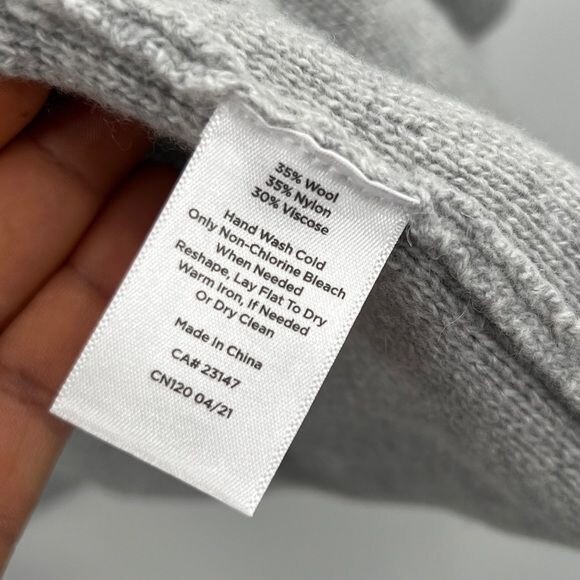 35% Wool
35% Nylon
30% Viscose
Hand Wash Cold
Only Non-Chlorine Bleach
When Needed
Reshape, Lay Flat To Dry
Warm Iron, If Needed
Or Dry Clean
Made in China
CA# 23147
CN120 04/21